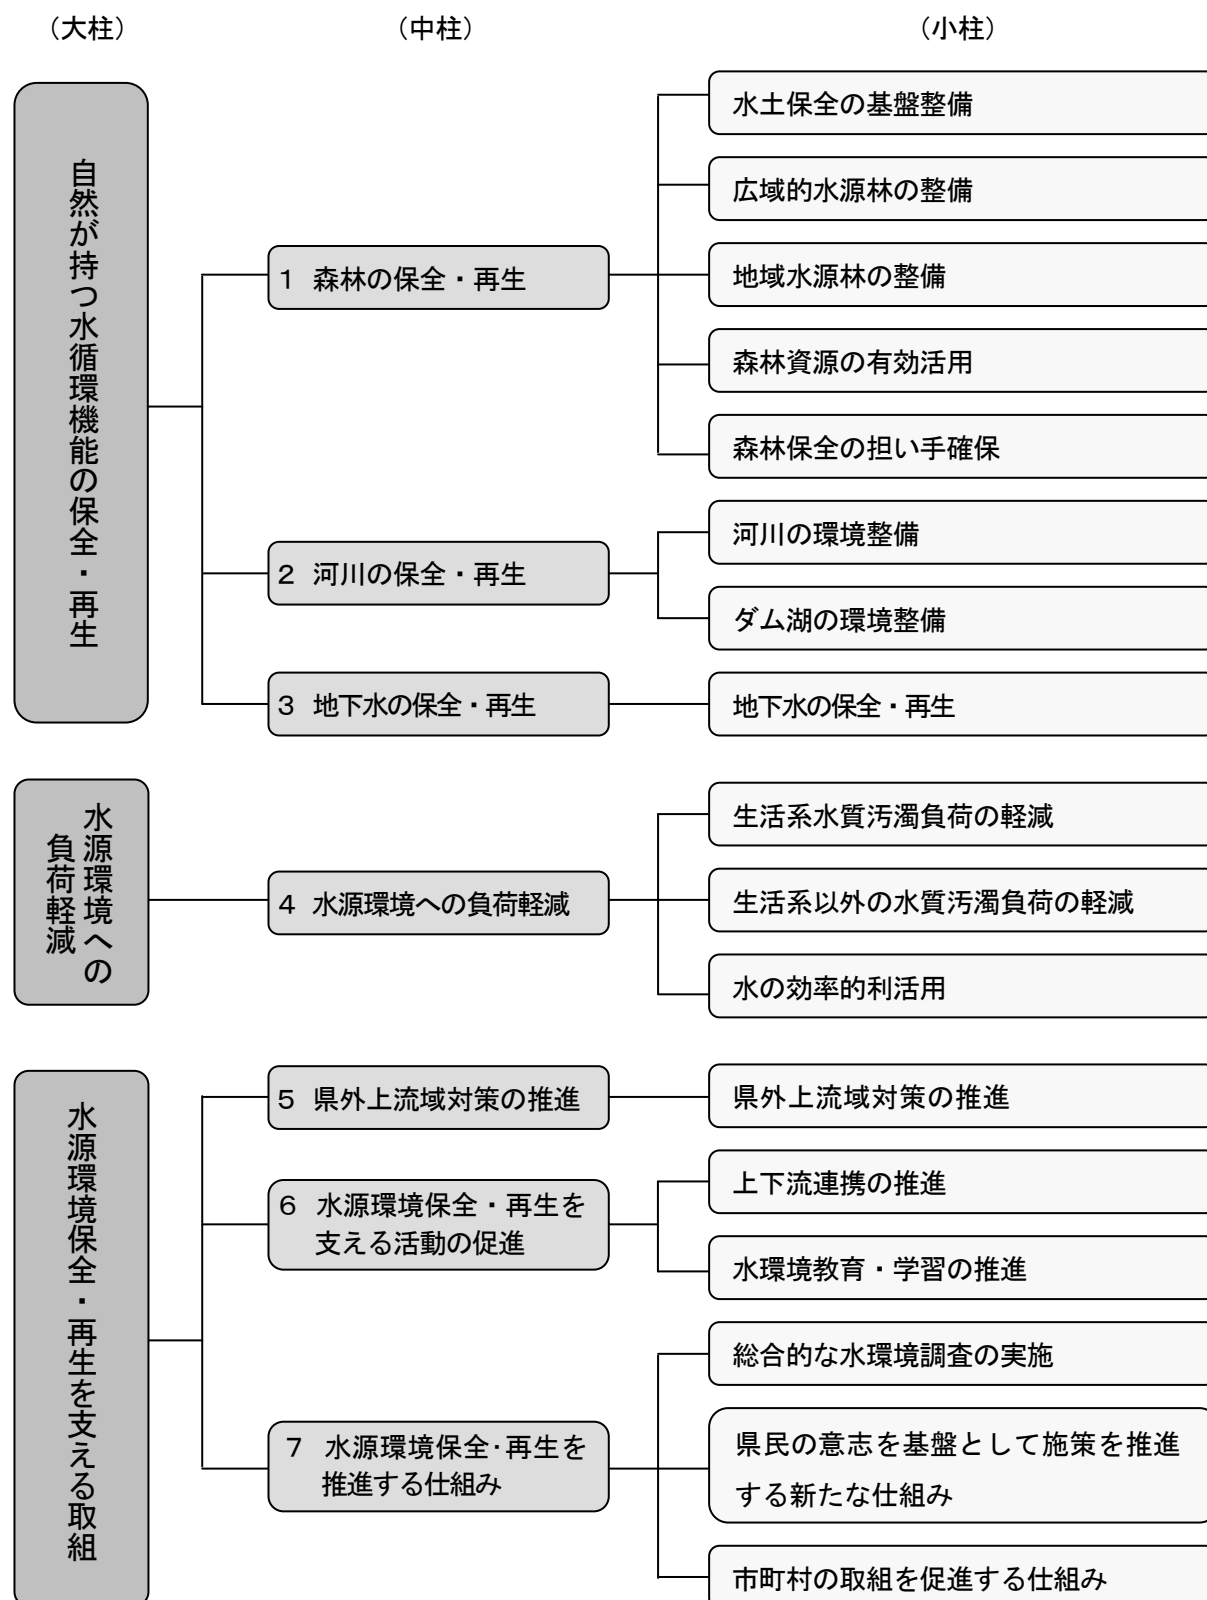 （大柱）
（中柱）
（小柱）
自然が持つ水循環機能の保全・再生
1 森林の保全・再生
水土保全の基盤整備
広域的水源林の整備
地域水源林の整備
森林資源の有効活用
森林保全の担い手確保
2 河川の保全・再生
河川の環境整備
ダム湖の環境整備
3 地下水の保全・再生
地下水の保全・再生
水源環境への
負荷軽減
4 水源環境への負荷軽減
生活系水質汚濁負荷の軽減
生活系以外の水質汚濁負荷の軽減
水の効率的利活用
水源環境保全・再生を支える取組
5 県外上流域対策の推進
県外上流域対策の推進
6 水源環境保全・再生を
支える活動の促進
上下流連携の推進
水環境教育・学習の推進
7 水源環境保全・再生を
推進する仕組み
総合的な水環境調査の実施
県民の意志を基盤として施策を推進
する新たな仕組み
市町村の取組を促進する仕組み